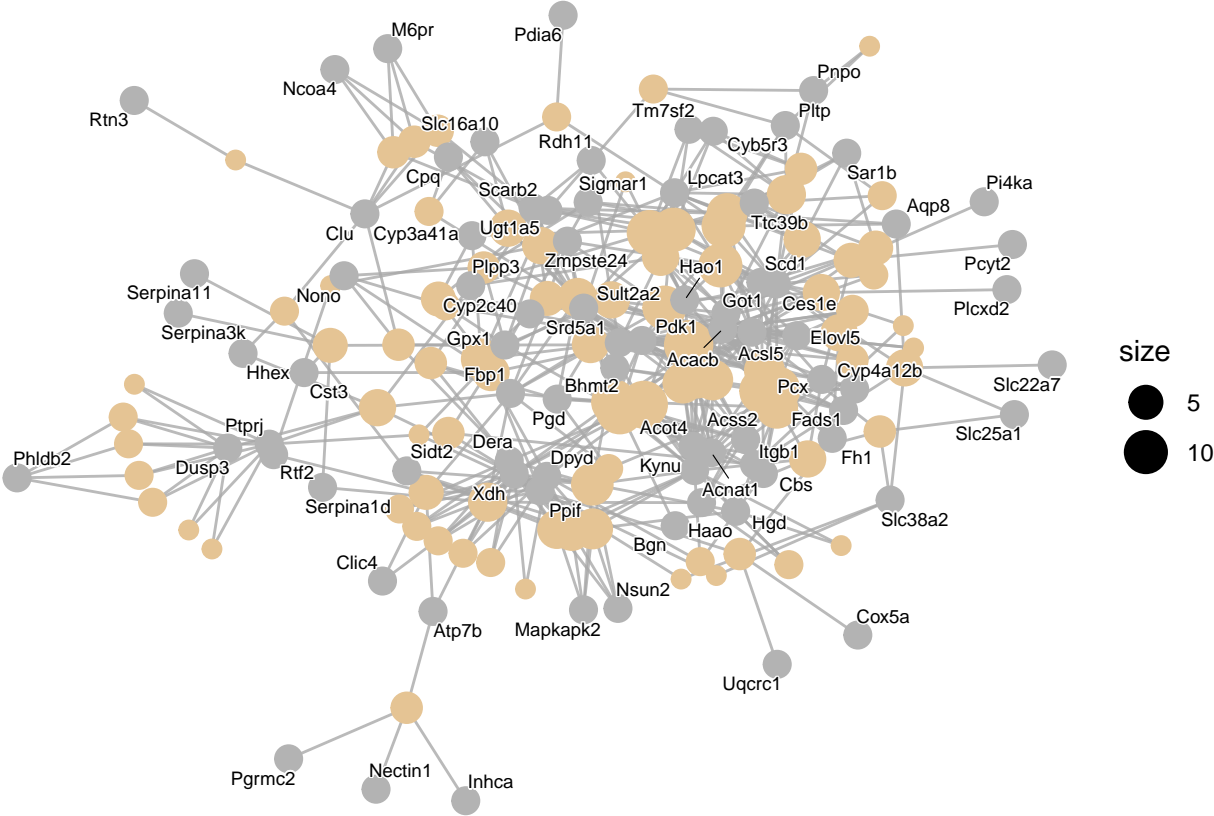 M6pr
Pdia6
Pnpo
Ncoa4
Tm7sf2
Pltp
Rtn3
Slc16a10
Rdh11
Cyb5r3
Cpq
Scarb2
Sigmar1
Lpcat3
Sar1b
Pi4ka
Aqp8
Clu
Cyp3a41a
Ugt1a5
Ttc39b
Zmpste24
Hao1
Scd1
Pcyt2
Serpina11
Nono
Plpp3
Cyp2c40
Sult2a2
Got1
Ces1e
Plcxd2
Serpina3k
Gpx1
Srd5a1
Pdk1
Elovl5
Acacb
Acsl5
Hhex
Cst3
Fbp1
Bhmt2
Pcx
Cyp4a12b
Slc22a7
Pgd
Acss2
Fads1
Ptprj
Acot4
Slc25a1
Phldb2
Dusp3
Rtf2
Sidt2
Dera
Dpyd
Kynu
Itgb1
Fh1
Cbs
Acnat1
Serpina1d
Xdh
Ppif
Haao
Hgd
Slc38a2
Bgn
Clic4
Nsun2
Atp7b
Mapkapk2
Cox5a
Uqcrc1
Pgrmc2
Nectin1
Inhca
size
5
10